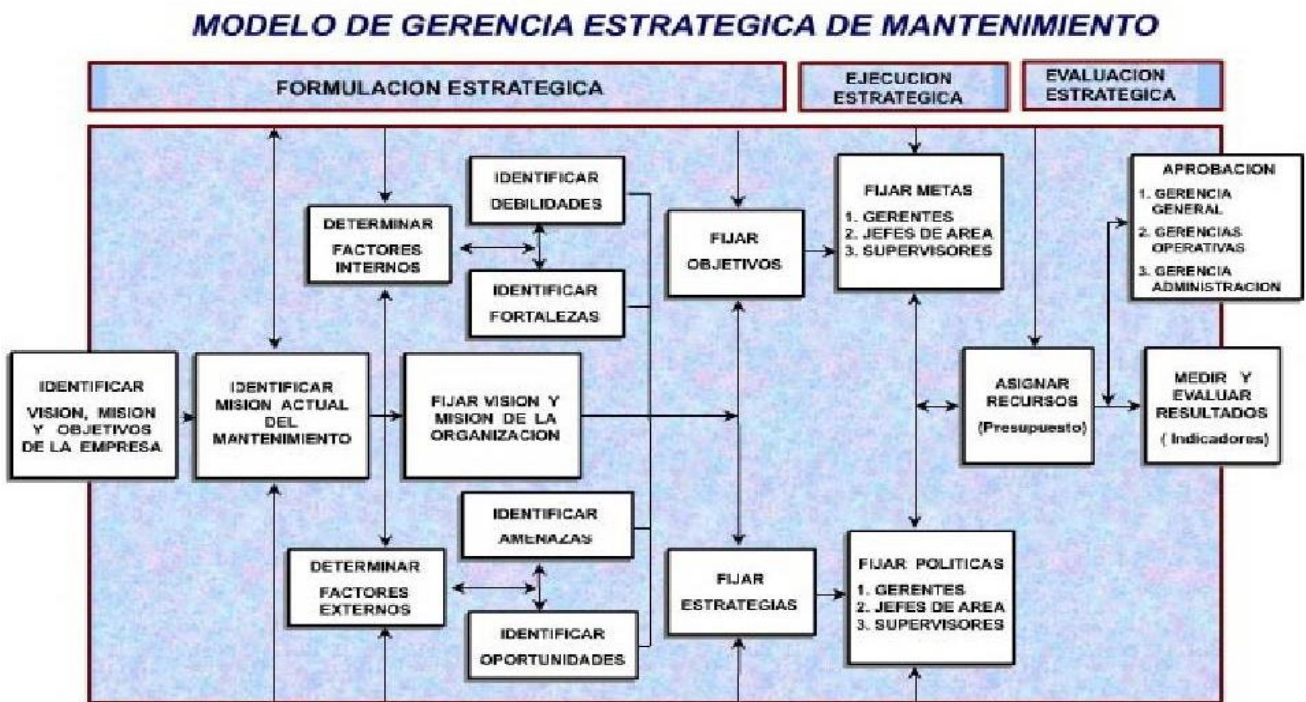 MODELO DE GERENCIA ESTRATEGICA DE MANTENIMIENTO
FORMULACION ESTRATEGICA
EJECUCION
ESTRATEGICA
EVALUACION
ESTRATEGICA
IDENTIFICAR
VISION, MISION
Y OBJETIVOS
DE LA EMPRESA
IDENTIFICAR
MISION ACTUAL
DEL
MANTENIMIENTO
DETERMINAR
FACTORES
INTERNOS
IDENTIFICAR
DEBILIDADES
IDENTIFICAR
FORTALEZAS
FIJAR VISION Y
MISION DE LA
ORGANIZACION
IDENTIFICAR
AMENAZAS
DETERMINAR
FACTORES
EXTERNOS
IDENTIFICAR
OPORTUNIDADES
FIJAR
OBJETIVOS
FIJAR
ESTRATEGIAS
FIJAR METAS
1. GERENTES
2. JEFES DE AREA
3. SUPERVISORES
FIJAR POLITICAS
1. GERENTES
2. JEFES DE AREA
3. SUPERVISORES
ASIGNAR
RECURSOS
(Presupuesto)
APROBACION
1. GERENCIA
GENERAL
2. GERENCIAS
OPERATIVAS
3. GERENCIA
ADMINISTRACION
MEDIR Y
EVALUAR
RESULTADOS
( Indicadores)